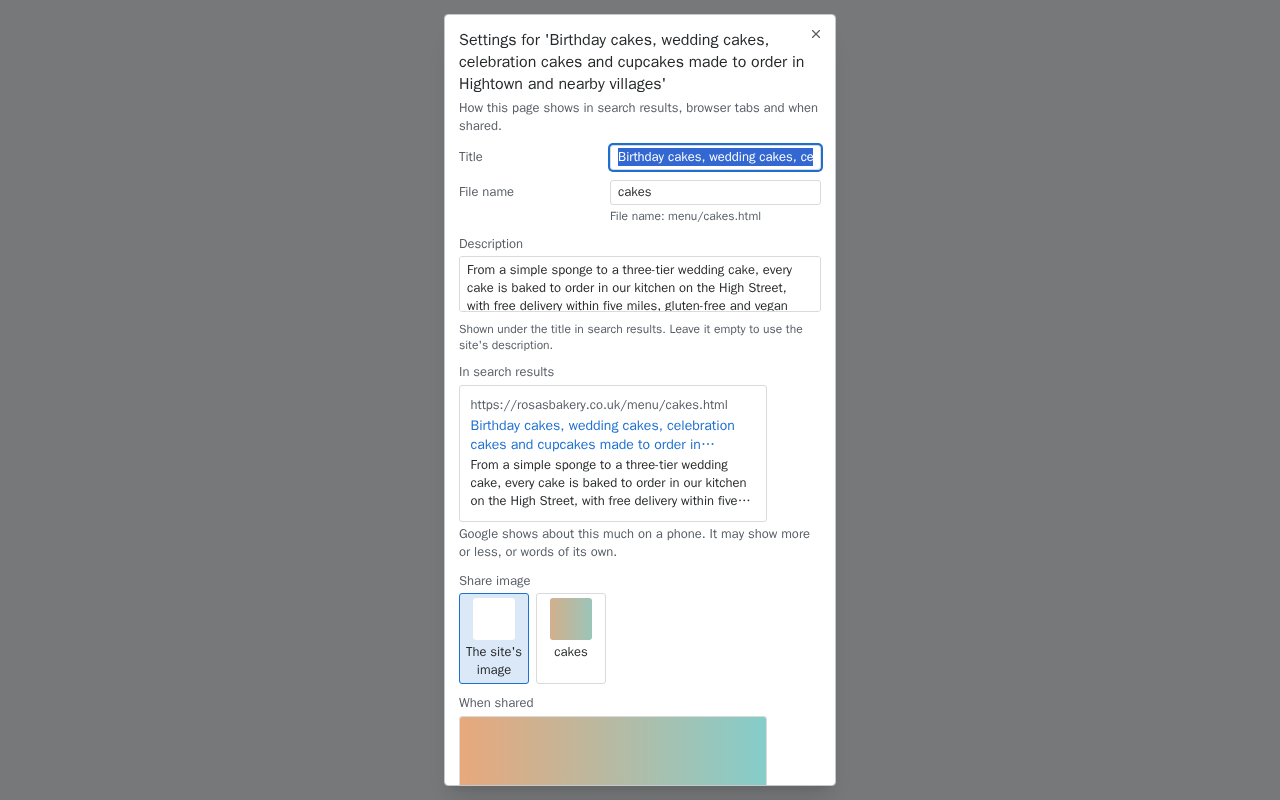 Settings for 'Birthday cakes, wedding cakes,
celebration cakes and cupcakes made to order in
Hightown and nearby villages'
How this page shows in search results, browser tabs and when
shared.
Title
Birthday cakes, wedding cakes, ce
File name
cakes
File name: menu/cakes.html
Description
From a simple sponge to a three-tier wedding cake, every
cake is baked to order in our kitchen on the High Street,
with free delivery within five miles, gluten-free and vegan
Shown under the title in search results. Leave it empty to use the
site's description.
In search results
https://rosasbakery.co.uk/menu/cakes.html
Birthday cakes, wedding cakes, celebration
cakes and cupcakes made to order in…
From a simple sponge to a three-tier wedding
cake, every cake is baked to order in our kitchen
on the High Street, with free delivery within five…
Google shows about this much on a phone. It may show more
or less, or words of its own.
Share image
The site's
image
cakes
When shared